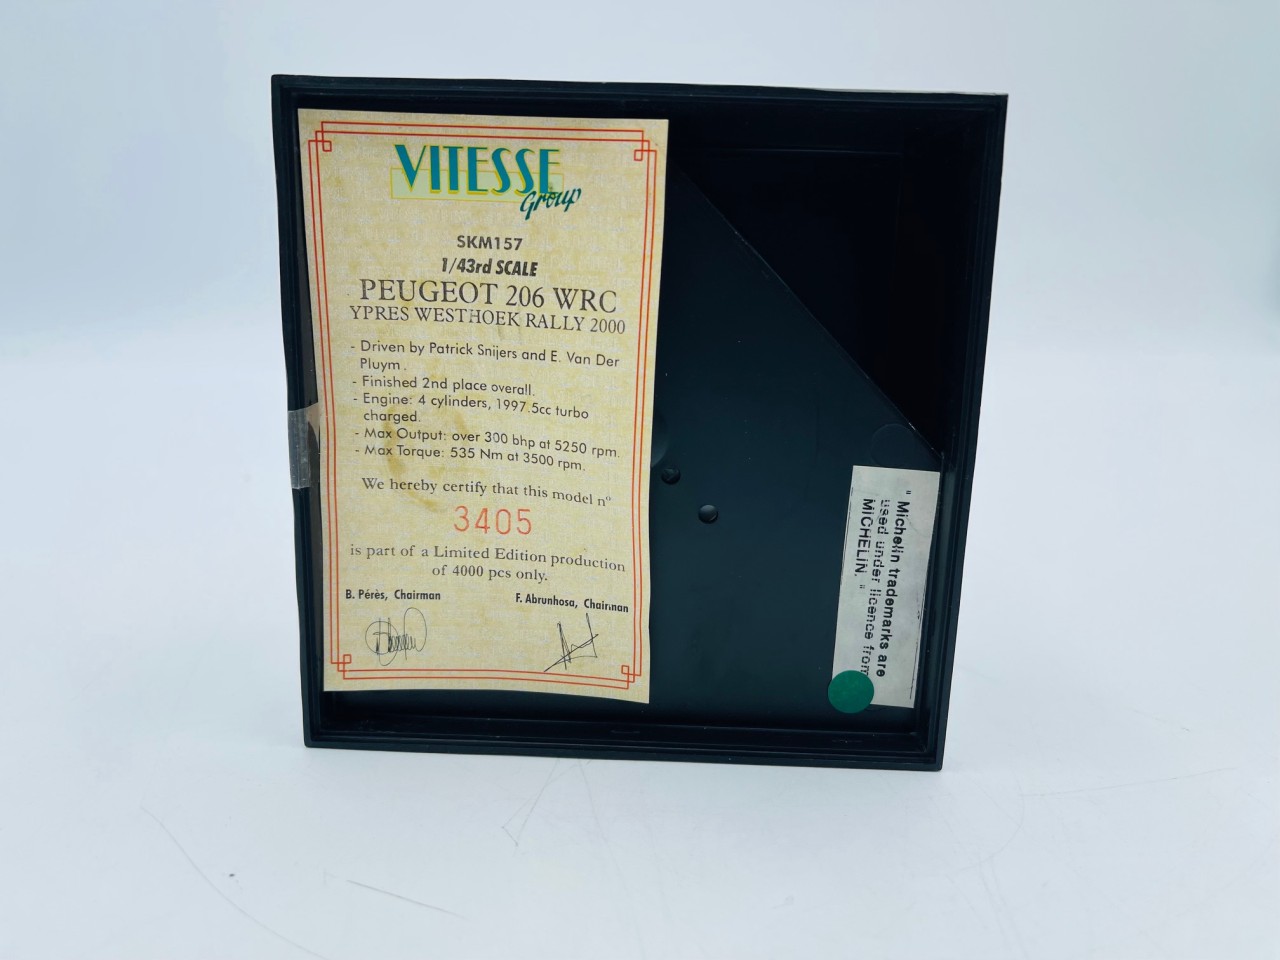 VITESSE
Group
SKM157
1/43rd SCALE
PEUGEOT 206 WRC
YPRES WESTHOEK RALLY 2000
- Driven by Patrick Snijers and E. Van Der
Pluym.
- Finished 2nd place overall.
- Engine: 4 cylinders, 1997.5cc turbo
charged.
- Max Output: over 300 bhp at 5250 rpm.
- Max Torque: 535 Nm at 3500 rpm.
We hereby certify that this model nº
3405
is part of a Limited Edition production
of 4000 pcs only.
B. Pérès, Chairman
F. Abrunhosa, Chairman
" Michelin trademarks are
used under licence from
MICHELIN. "